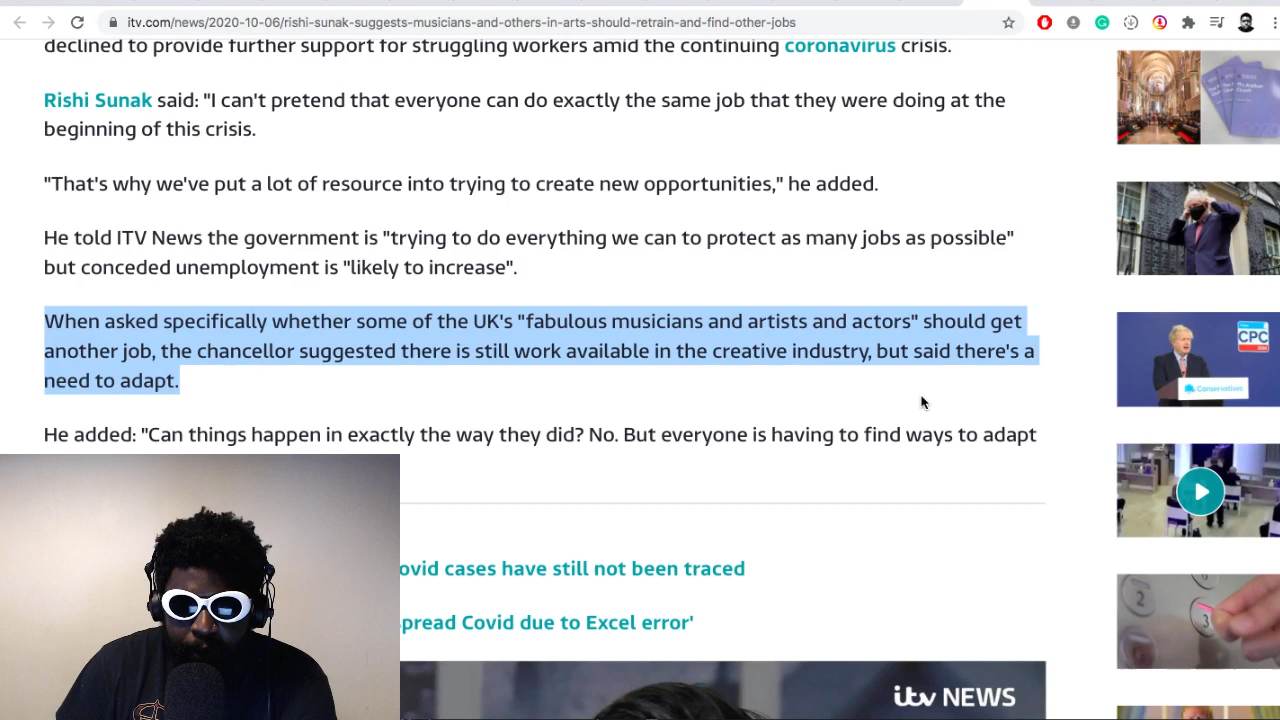 itv.com/news/2020-10-06/rishi-sunak-suggests-musicians-and-others-in-arts-should-retrain-and-find-other-jobs
declined to provide further support for struggling workers amid the continuing coronavirus crisis.
Rishi Sunak said: "I can't pretend that everyone can do exactly the same job that they were doing at the
beginning of this crisis.
"That's why we've put a lot of resource into trying to create new opportunities," he added.
He told ITV News the government is "trying to do everything we can to protect as many jobs as possible"
but conceded unemployment is "likely to increase".
When asked specifically whether some of the UK's "fabulous musicians and artists and actors" should get
another job, the chancellor suggested there is still work available in the creative industry, but said there's a
need to adapt.
He added: "Can things happen in exactly the way they did? No. But everyone is having to find ways to adapt
ovid cases have still not been traced
spread Covid due to Excel error'
itv NEWS
CPC
Conservatives
2
3